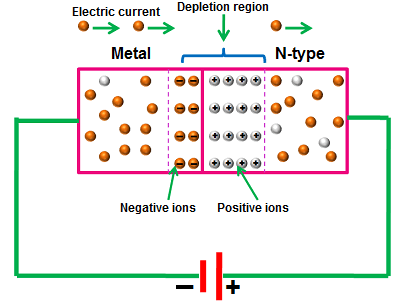 Electric current
Depletion region
Metal
N-type
Negative ions
Positive ions
− +